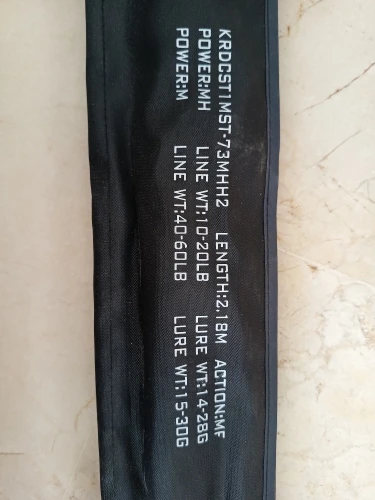 KRDCST1MST-73MHH2 LENGTH:2.18M ACTION:MF
POWER:MH LINE WT:10-20LB LURE WT:14-28G
POWER:M LINE WT:40-60LB LURE WT:15-30G